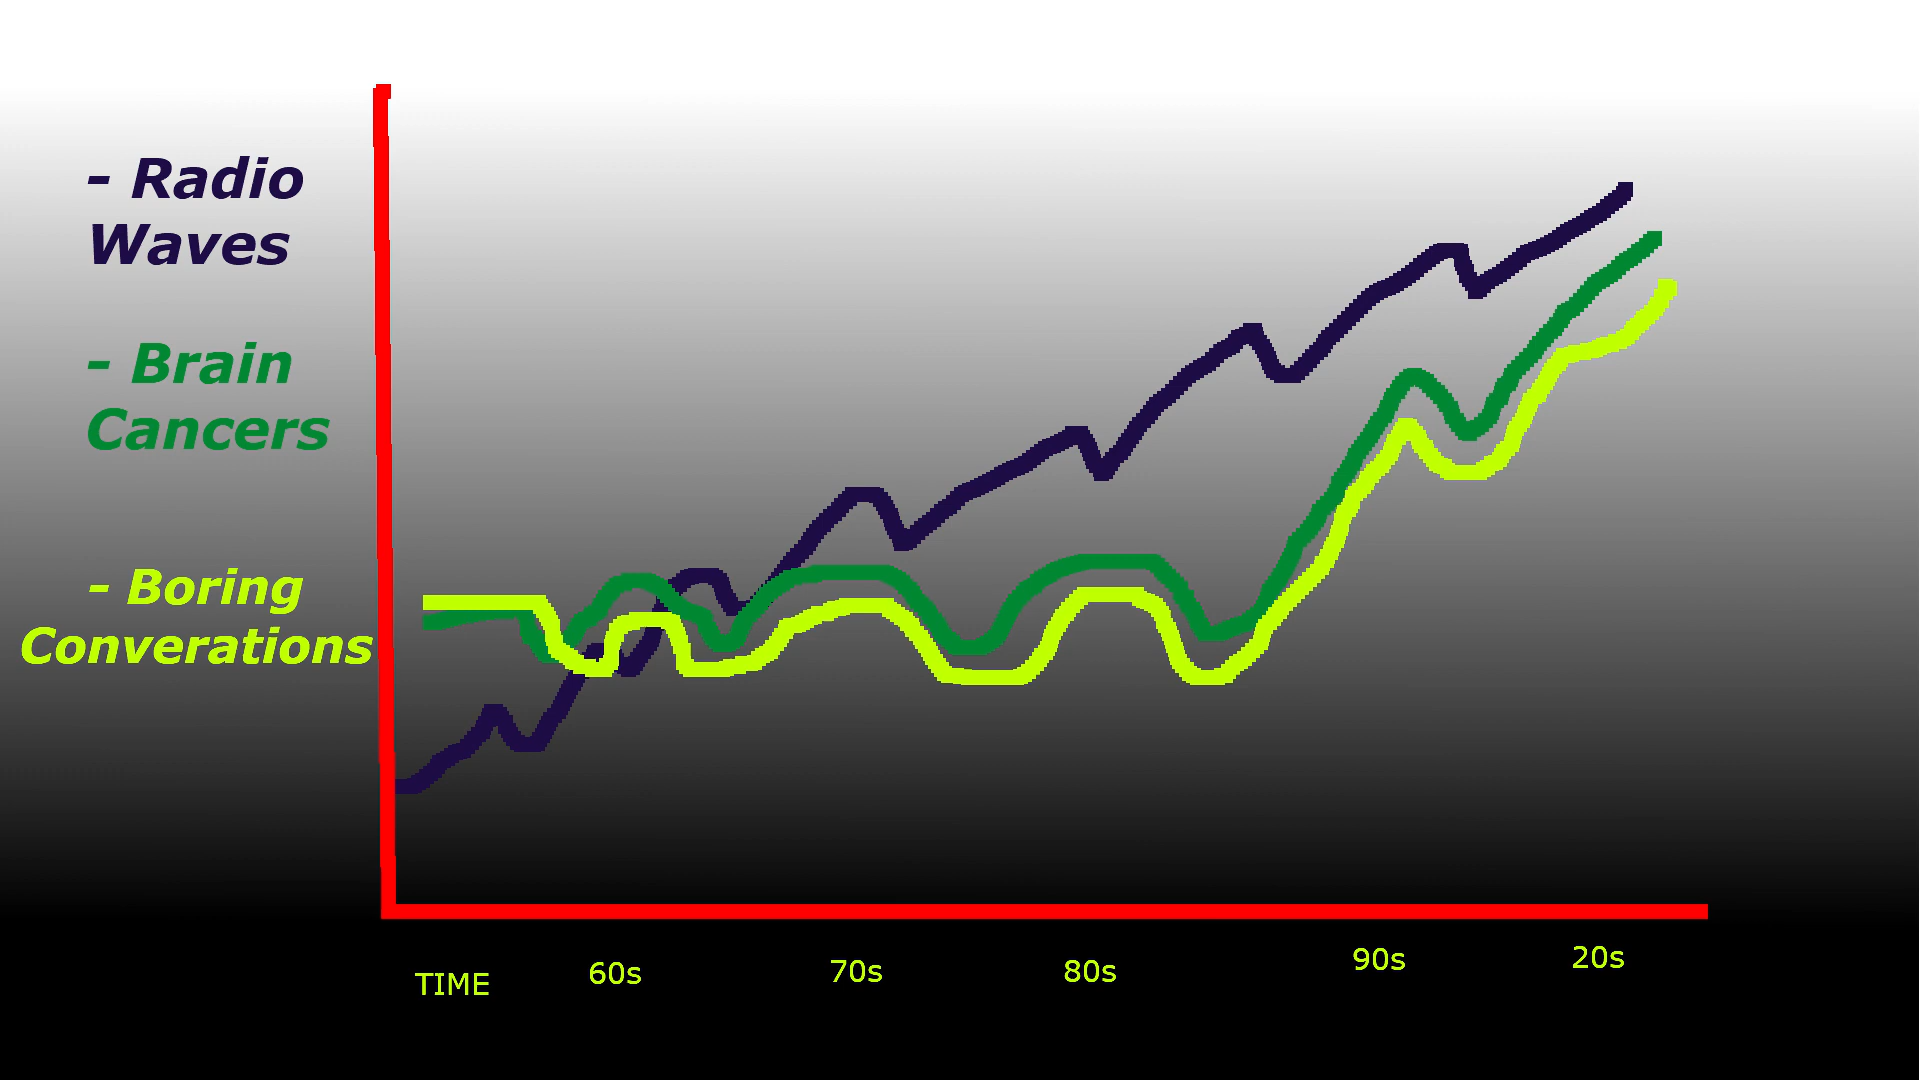 - Radio
Waves
- Brain
Cancers
- Boring
Converations
TIME
60s
70s
80s
90s
20s